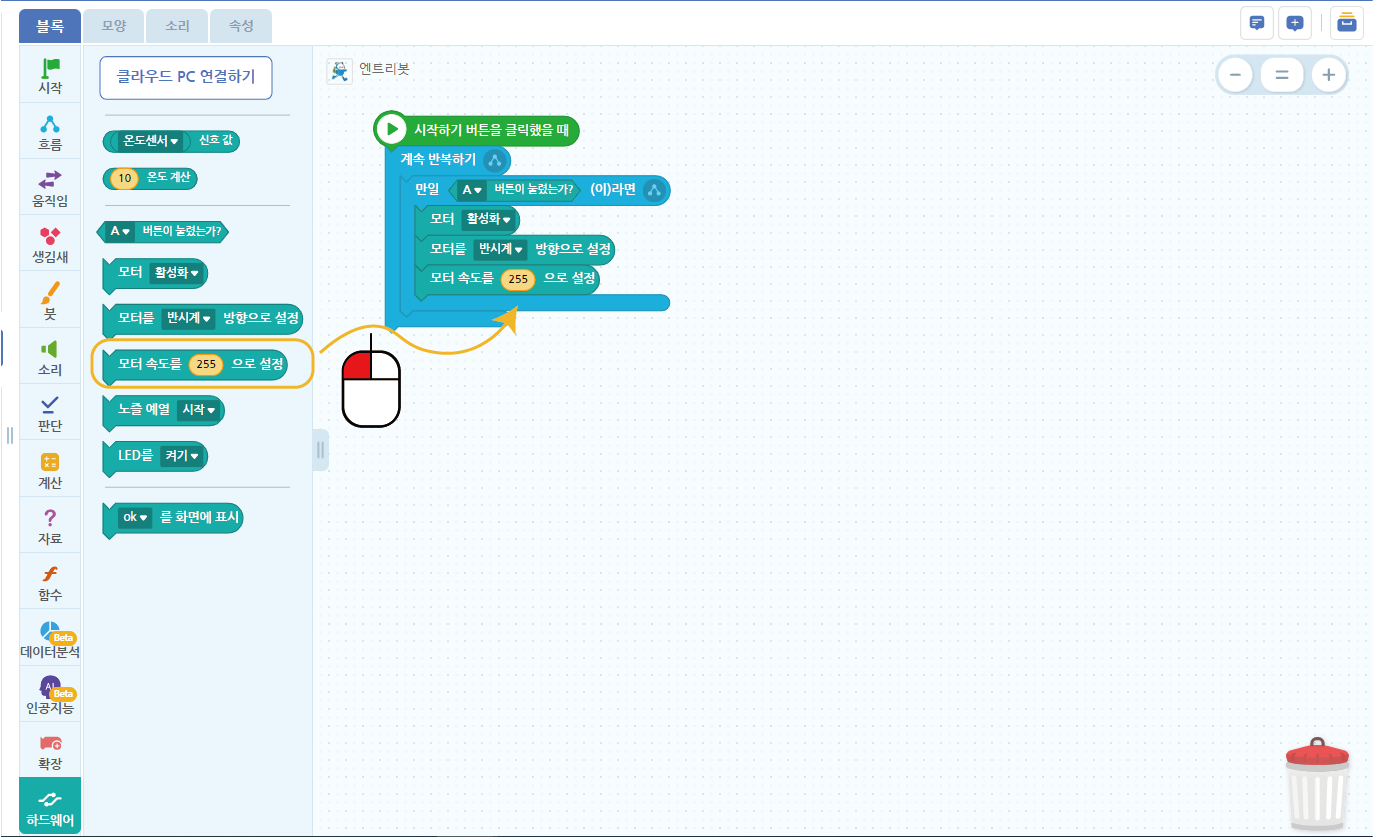 블록
모양
소리
속성
시작
흐름
움직임
생김새
붓
소리
판단
계산
자료
함수
Beta
데이터분석
AI
Beta
인공지능
확장
하드웨어
클라우드 PC 연결하기
온도센서 신호 값
10 온도 계산
A 버튼이 눌렸는가?
모터 활성화
모터를 반시계 방향으로 설정
모터 속도를 255 으로 설정
노즐 예열 시작
LED를 켜기
ok 를 화면에 표시
엔트리봇
시작하기 버튼을 클릭했을 때
계속 반복하기
만일 A 버튼이 눌렸는가? (이)라면
모터 활성화
모터를 반시계 방향으로 설정
모터 속도를 255 으로 설정